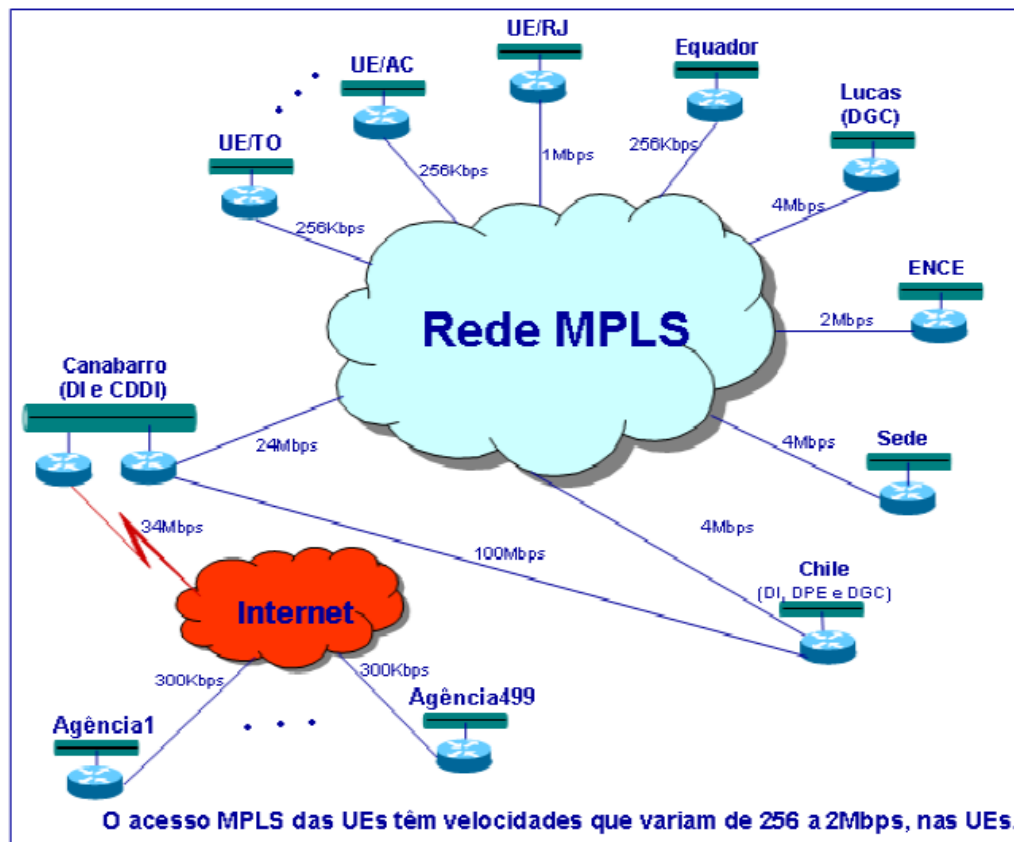 UE/RJ
UE/AC
Equador
Lucas
(DGC)
UE/TO
256Kbps
1Mbps
256Kbps
4Mbps
256Kbps
ENCE
Rede MPLS
2Mbps
Canabarro
(DI e CDDI)
24Mbps
4Mbps
Sede
34Mbps
4Mbps
100Mbps
Chile
(DI, DPE e DGC)
Internet
300Kbps
300Kbps
Agência1
Agência499
O acesso MPLS das UEs têm velocidades que variam de 256 a 2Mbps, nas UEs.